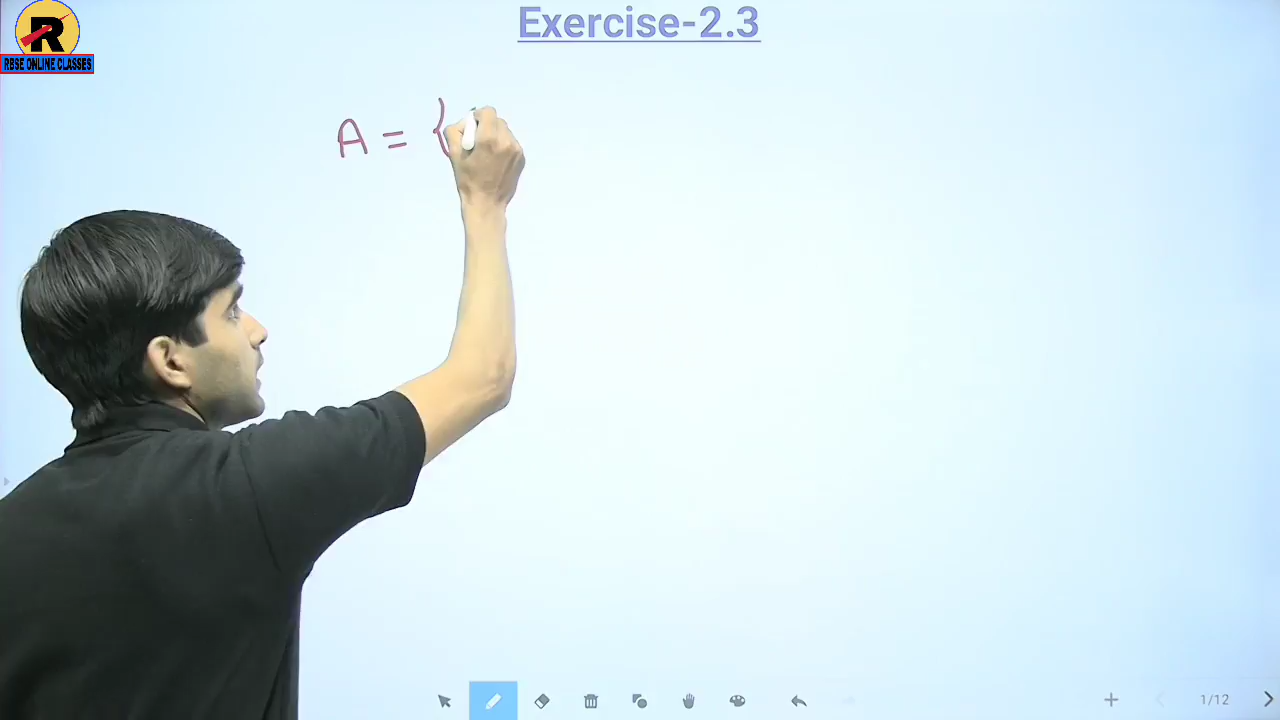 Exercise-2.3
R
RBSE ONLINE CLASSES
A = {
1/12